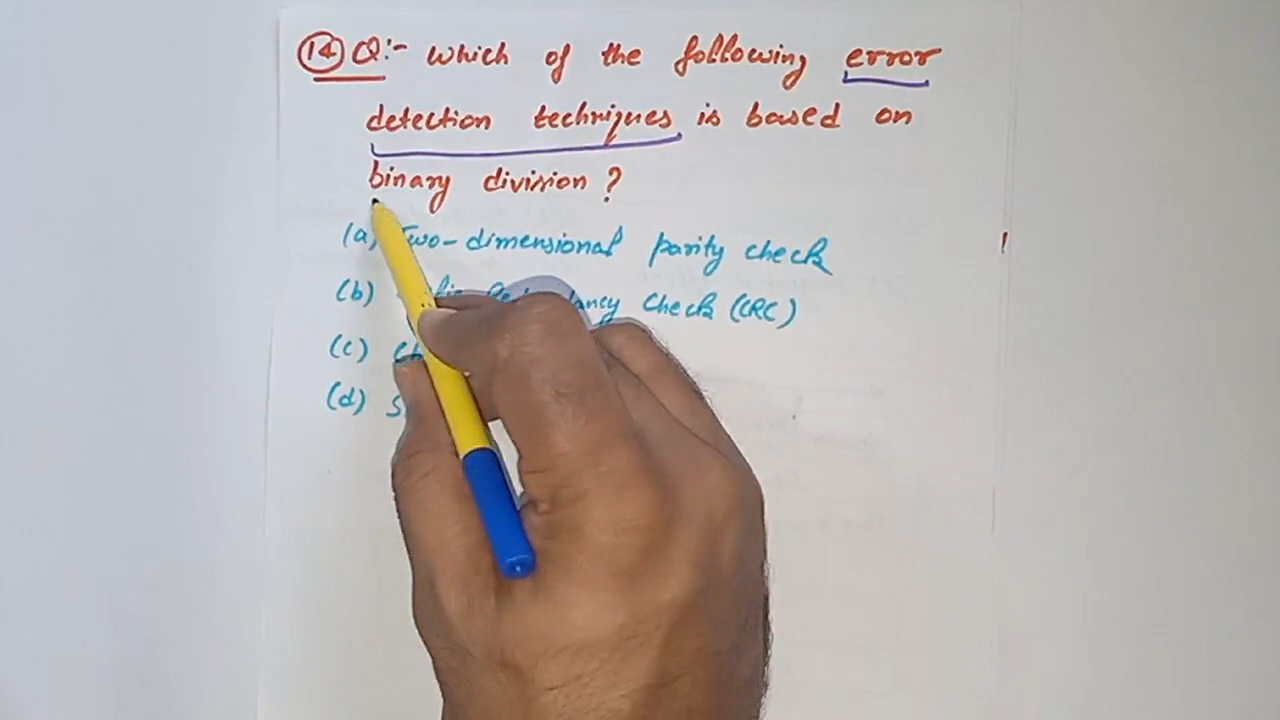 14 Q:- Which of the following error
detection techniques is based on
binary division ?
(a) Two-dimensional parity check
(b) Check (CRC)
(c)
(d)